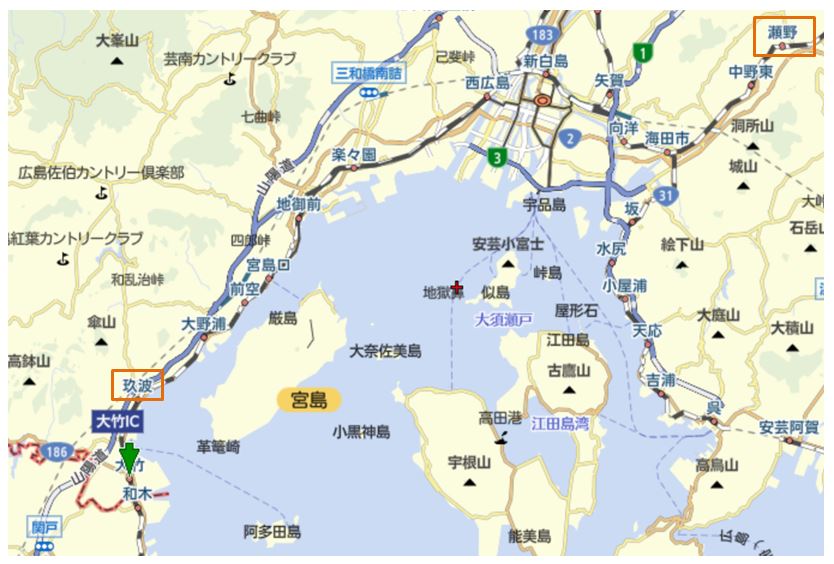 大峯山
芸南カントリークラブ
三和橋南詰
己斐峠
183
1
瀬野
新白島
西広島
矢賀
中野東
七曲峠
2
向洋
海田市
洞所山
楽々園
3
城山
広島佐伯カントリー倶楽部
山陽道
31
地御前
宇品島
坂
大峠
紅葉カントリークラブ
四郎峠
安芸小富士
水尻
絵下山
石岳山
宮島口
和乱治峠
峠島
前空
地獄鼻
似島
小屋浦
傘山
大野浦
厳島
大須瀬戸
屋形石
大庭山
天応
大積山
江田島
大奈佐美島
高鉢山
古鷹山
玖波
吉浦
宮島
呉
大竹IC
高田港
江田島湾
安芸阿賀
小黒神島
革篭崎
186
山陽道
大竹
宇根山
高烏山
和木
関戸
阿多田島
能美島
広島